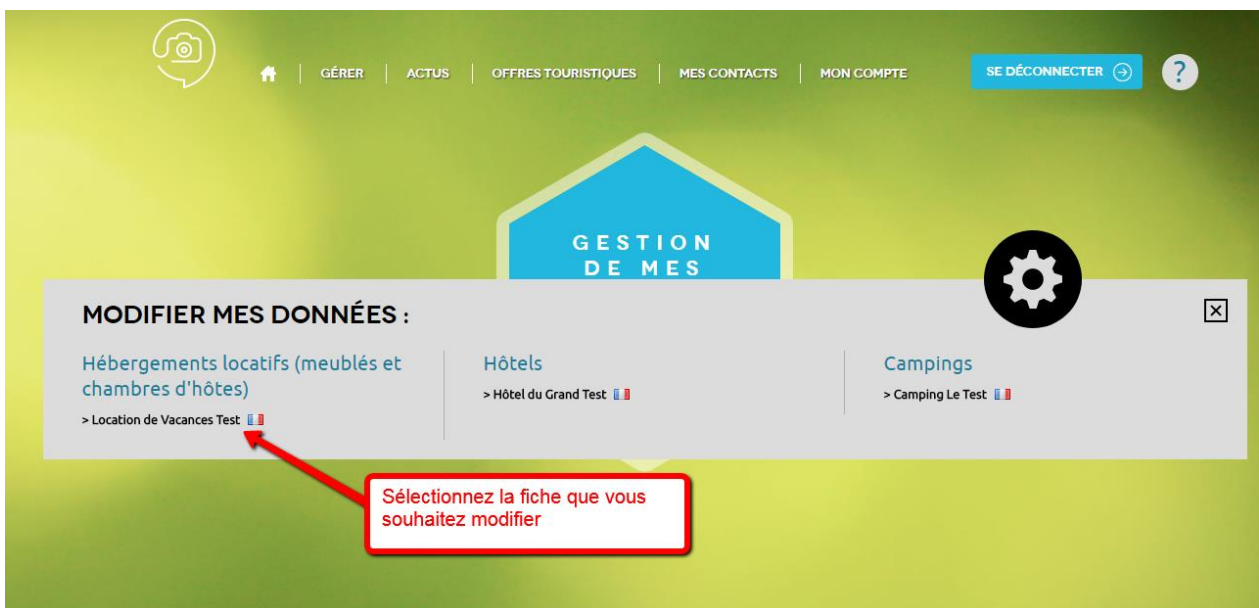 GÉRER
ACTUS
OFFRES TOURISTIQUES
MES CONTACTS
MON COMPTE
SE DÉCONNECTER
?
GESTION
DE MES
MODIFIER MES DONNÉES :
Hébergements locatifs (meublés et
chambres d'hôtes)
> Location de Vacances Test
Hôtels
> Hôtel du Grand Test
Campings
> Camping Le Test
Sélectionnez la fiche que vous
souhaitez modifier